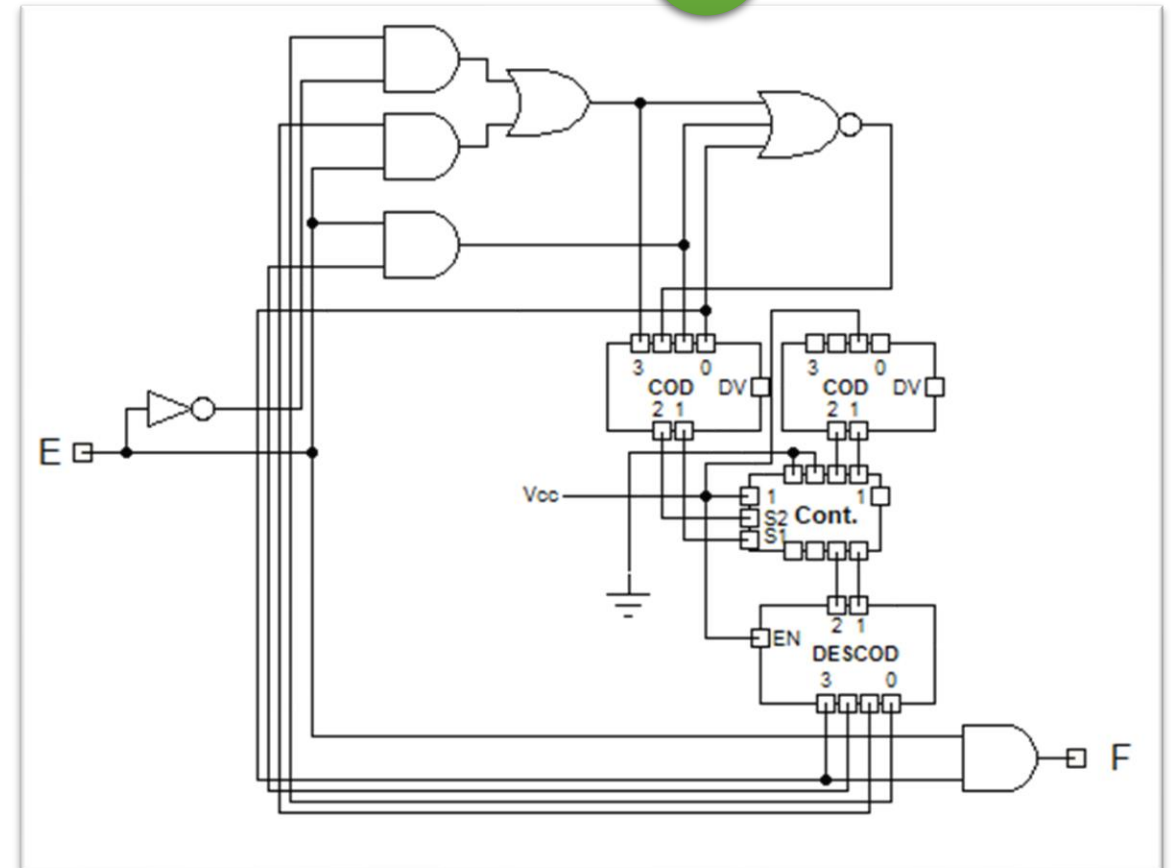 3 0 3 0
COD DV COD DV
2 1 2 1
E
Vcc 1 1
S2 Cont.
S1
2 1
EN
DESCOD
3 0
F